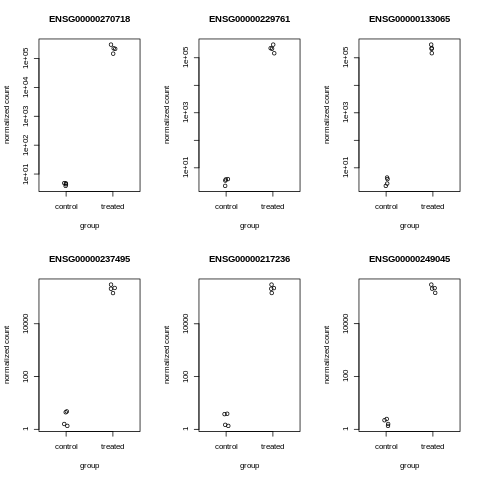 ENSG00000270718
normalized count
1e+05
1e+04
1e+03
1e+02
1e+01
control
treated
group
ENSG00000229761
normalized count
1e+05
1e+03
1e+01
control
treated
group
ENSG00000133065
normalized count
1e+05
1e+03
1e+01
control
treated
group
ENSG00000237495
normalized count
10000
100
1
control
treated
group
ENSG00000217236
normalized count
10000
100
1
control
treated
group
ENSG00000249045
normalized count
10000
100
1
control
treated
group